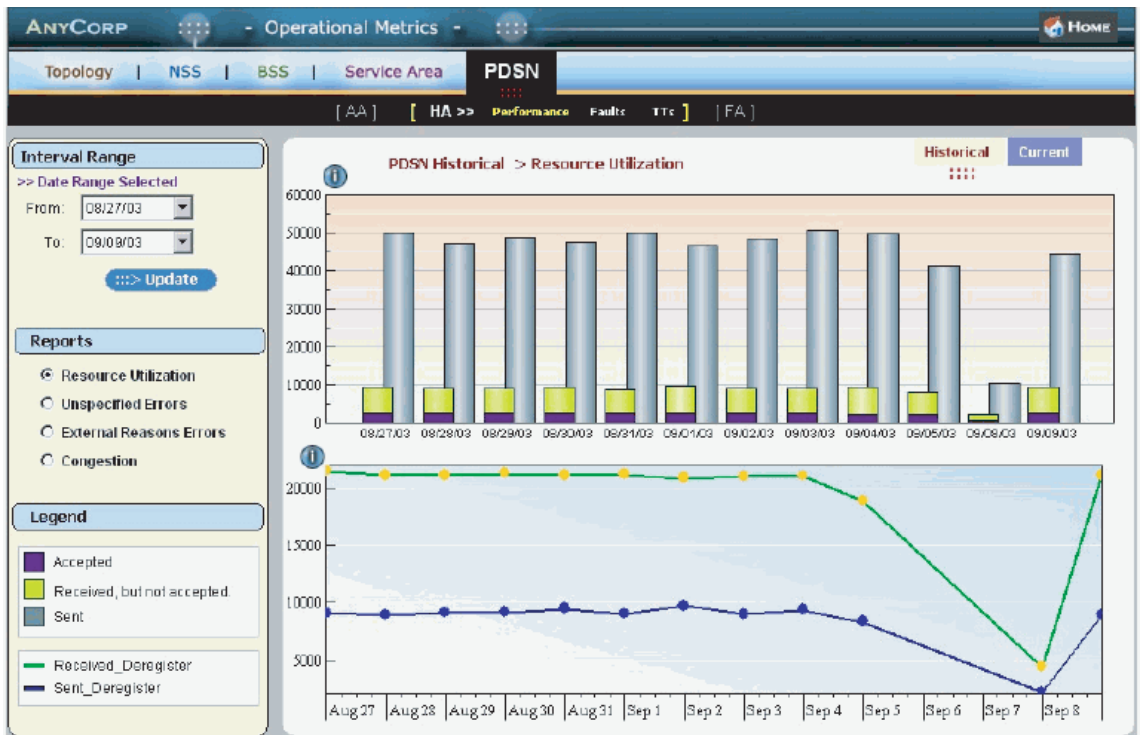 ANYCORP - Operational Metrics - HOME
Topology | NSS | BSS | Service Area PDSN
[ AA ] [ HA >> Performance Faults TTs ] [ FA ]
Interval Range
>> Date Range Selected
From: 08/27/03
To: 09/09/03
:::> Update
Reports
Resource Utilization
Unspecified Errors
External Reasons Errors
Congestion
Legend
Accepted
Received, but not accepted.
Sent
Received_Deregister
Sent_Deregister
PDSN Historical > Resource Utilization
Historical Current
60000
50000
40000
30000
20000
10000
0
08/27/03 08/28/03 08/29/03 08/30/03 08/31/03 09/01/03 09/02/03 09/03/03 09/04/03 09/05/03 09/08/03 09/09/03
20000
15000
10000
5000
Aug 27 Aug 28 Aug 29 Aug 30 Aug 31 Sep 1 Sep 2 Sep 3 Sep 4 Sep 5 Sep 6 Sep 7 Sep 8